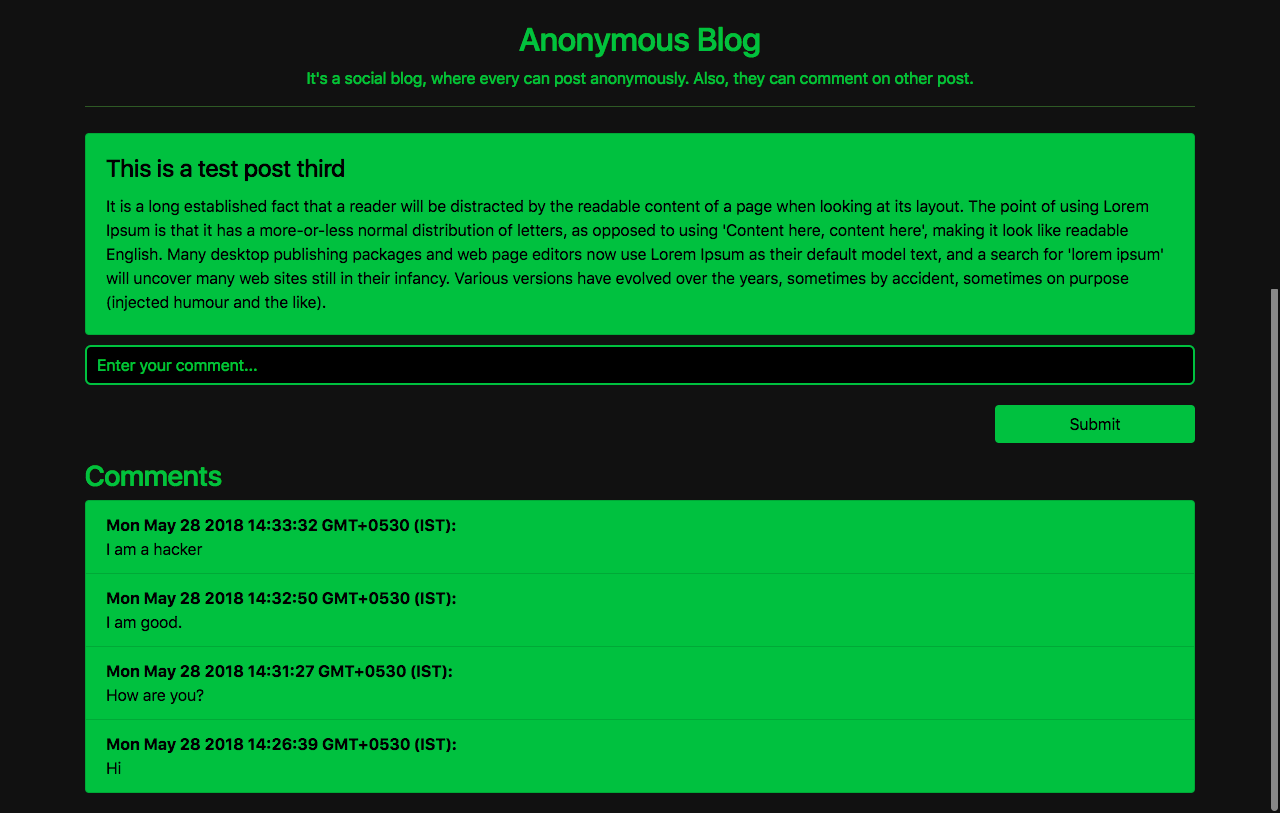 Anonymous Blog
It's a social blog, where every can post anonymously. Also, they can comment on other post.
This is a test post third
It is a long established fact that a reader will be distracted by the readable content of a page when looking at its layout. The point of using Lorem
Ipsum is that it has a more-or-less normal distribution of letters, as opposed to using 'Content here, content here', making it look like readable
English. Many desktop publishing packages and web page editors now use Lorem Ipsum as their default model text, and a search for 'lorem ipsum'
will uncover many web sites still in their infancy. Various versions have evolved over the years, sometimes by accident, sometimes on purpose
(injected humour and the like).
Enter your comment...
Submit
Comments
Mon May 28 2018 14:33:32 GMT+0530 (IST):
I am a hacker
Mon May 28 2018 14:32:50 GMT+0530 (IST):
I am good.
Mon May 28 2018 14:31:27 GMT+0530 (IST):
How are you?
Mon May 28 2018 14:26:39 GMT+0530 (IST):
Hi